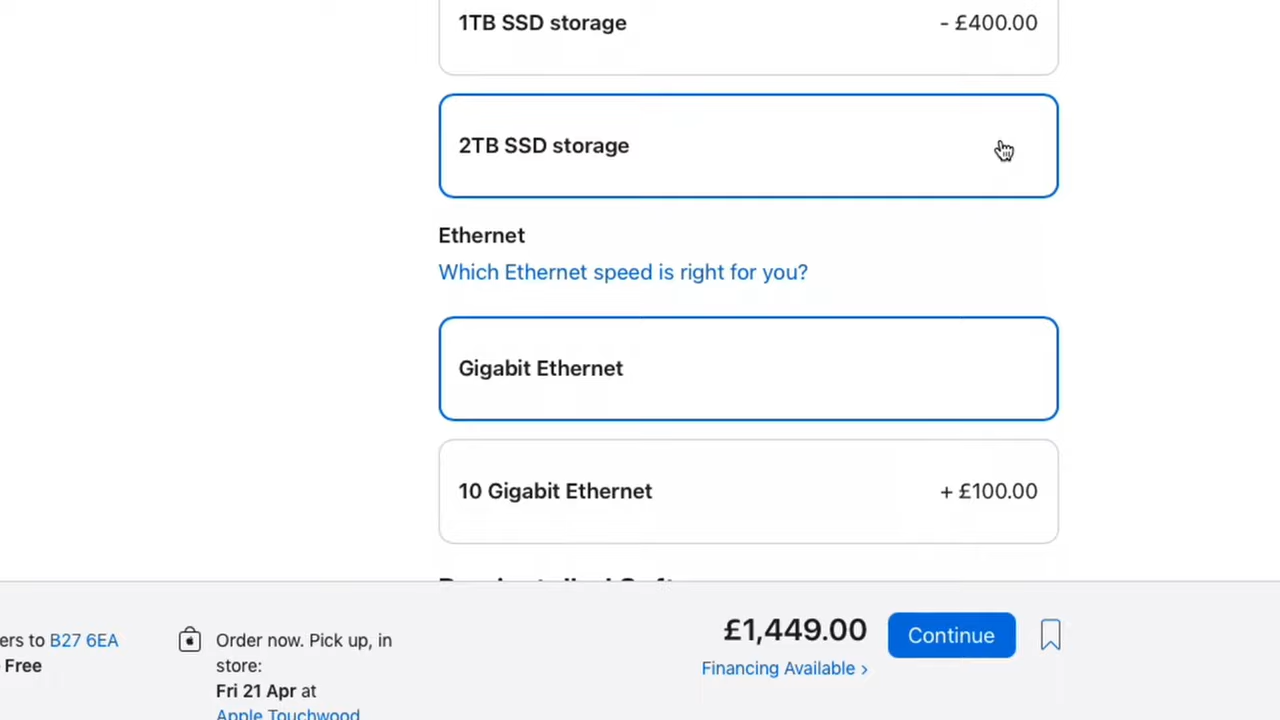 1TB SSD storage - £400.00
2TB SSD storage
Ethernet
Which Ethernet speed is right for you?
Gigabit Ethernet
10 Gigabit Ethernet + £100.00
ers to B27 6EA
Free
Order now. Pick up, in
store:
Fri 21 Apr at
Apple Touchwood
£1,449.00
Financing Available >
Continue